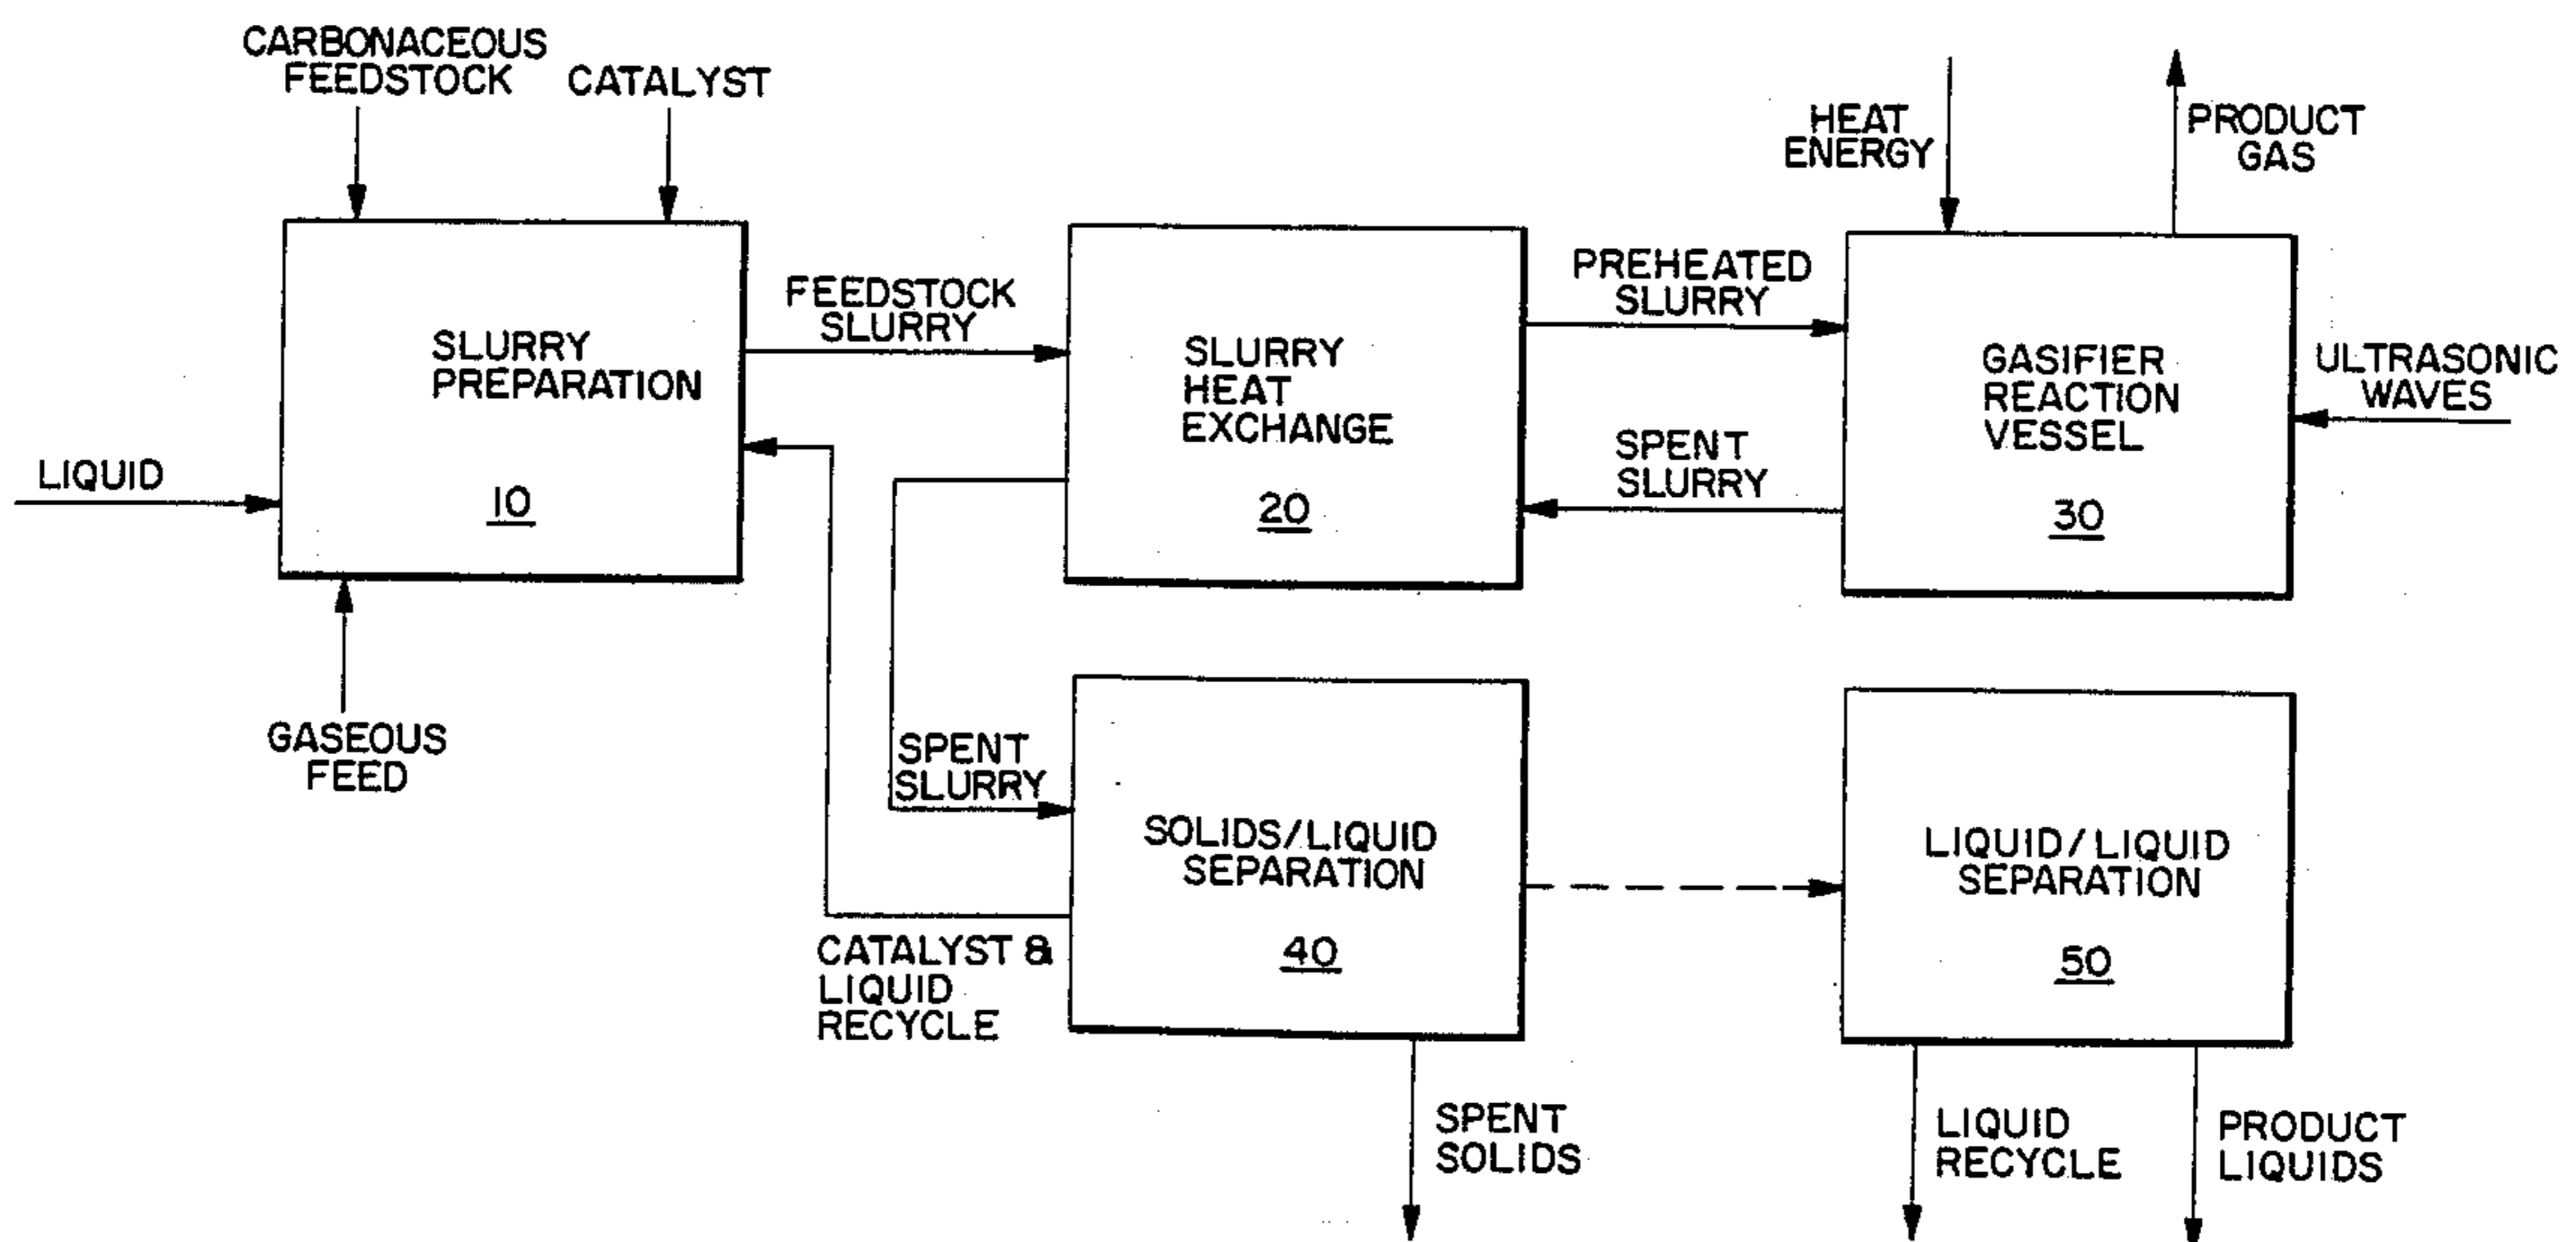 CARBONACEOUS
FEEDSTOCK
CATALYST
HEAT
ENERGY
PRODUCT
GAS
FEEDSTOCK
SLURRY
PREHEATED
SLURRY
SLURRY
PREPARATION
10
SLURRY
HEAT
EXCHANGE
20
GASIFIER
REACTION
VESSEL
30
ULTRASONIC
WAVES
LIQUID
SPENT
SLURRY
GASEOUS
FEED
SPENT
SLURRY
SOLIDS/LIQUID
SEPARATION
40
LIQUID/LIQUID
SEPARATION
50
CATALYST &
LIQUID
RECYCLE
SPENT
SOLIDS
LIQUID
RECYCLE
PRODUCT
LIQUIDS